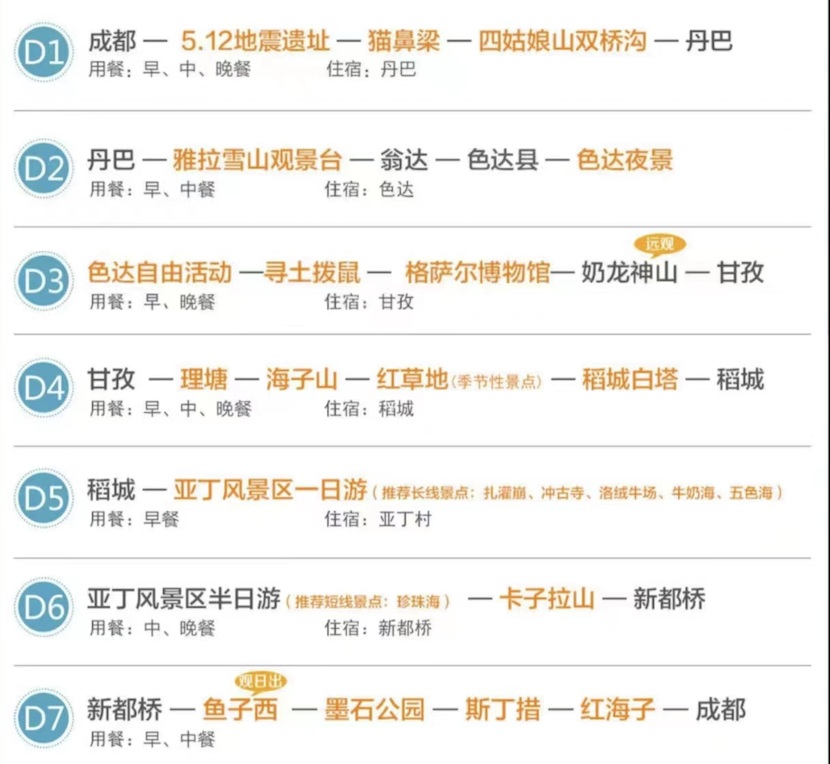 D1
成都 — 5.12地震遗址 — 猫鼻梁 — 四姑娘山双桥沟 — 丹巴
用餐：早、中、晚餐 住宿：丹巴
D2
丹巴 — 雅拉雪山观景台 — 翁达 — 色达县 — 色达夜景
用餐：早、中餐 住宿：色达
远观
D3
色达自由活动 —寻土拨鼠 — 格萨尔博物馆— 奶龙神山 — 甘孜
用餐：早、晚餐 住宿：甘孜
D4
甘孜 — 理塘 — 海子山 — 红草地(季节性景点) — 稻城白塔 — 稻城
用餐：早、中、晚餐 住宿：稻城
D5
稻城 — 亚丁风景区一日游（推荐长线景点：扎灌崩、冲古寺、洛绒牛场、牛奶海、五色海）
用餐：早餐 住宿：亚丁村
D6
亚丁风景区半日游（推荐短线景点：珍珠海） — 卡子拉山 — 新都桥
用餐：中、晚餐 住宿：新都桥
观日出
D7
新都桥 — 鱼子西 — 墨石公园 — 斯丁措 — 红海子 — 成都
用餐：早、中餐